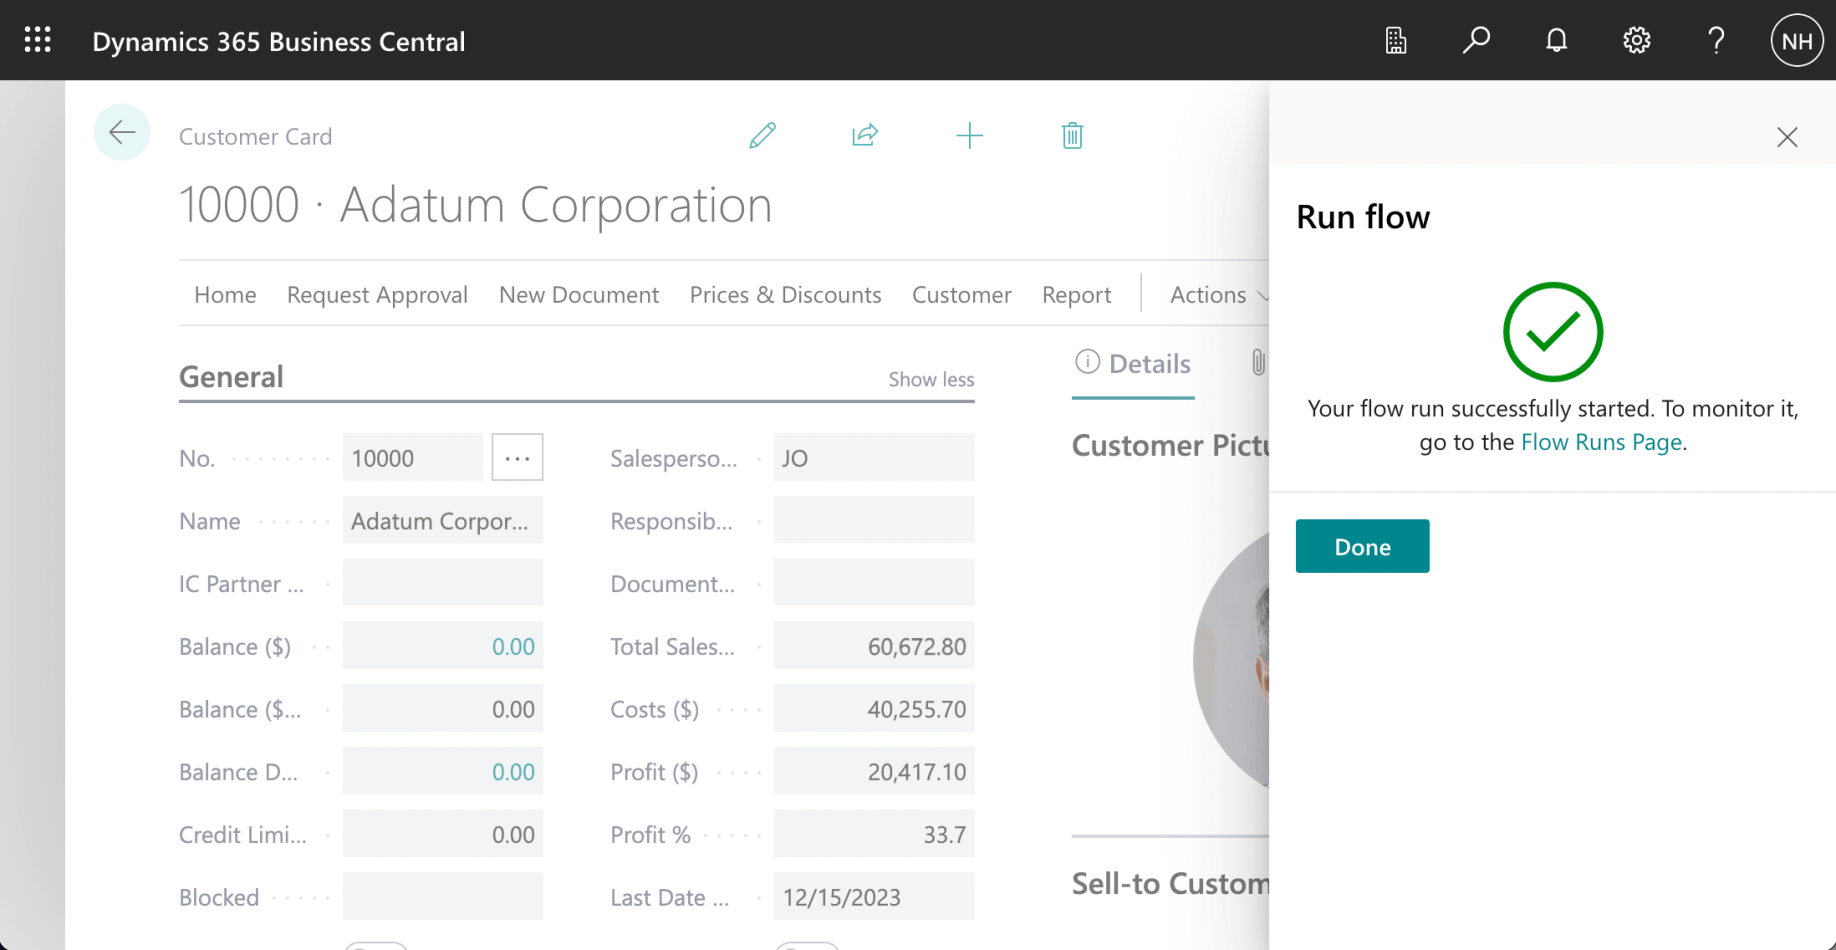 Dynamics 365 Business Central
?
NH
Customer Card
10000 · Adatum Corporation
Home Request Approval New Document Prices & Discounts Customer Report Actions
General
Show less
Details
Customer Pictu
No. 10000 ...
Salesperso... JO
Name Adatum Corpor...
Responsib...
IC Partner ...
Document...
Balance ($) 0.00
Total Sales... 60,672.80
Balance ($... 0.00
Costs ($) 40,255.70
Balance D... 0.00
Profit ($) 20,417.10
Credit Limi... 0.00
Profit % 33.7
Blocked
Last Date ... 12/15/2023
Sell-to Custom
Run flow
Your flow run successfully started. To monitor it,
go to the Flow Runs Page.
Done